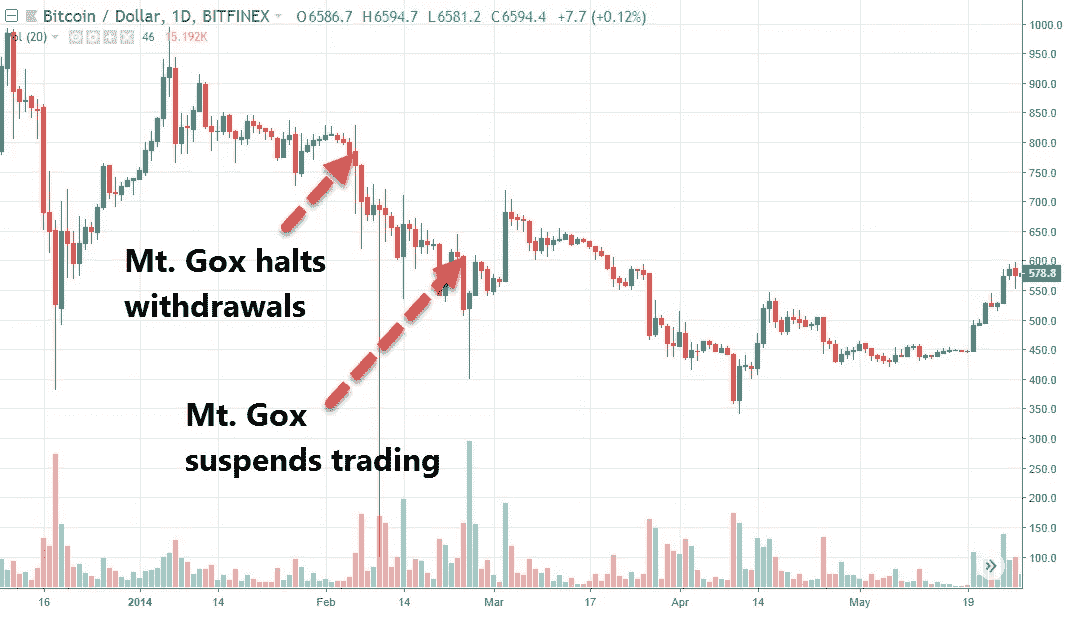 Bitcoin / Dollar, 1D, BITFINEX O6586.7 H6594.7 L6581.2 C6594.4 +7.7 (+0.12%)
(20) 46 15.192K
1000.0
950.0
900.0
850.0
800.0
750.0
700.0
650.0
600.0
578.8
550.0
500.0
450.0
400.0
350.0
300.0
250.0
200.0
150.0
100.0
Mt. Gox halts
withdrawals
Mt. Gox
suspends trading
16 2014 14 Feb 14 Mar 17 Apr 14 May 19